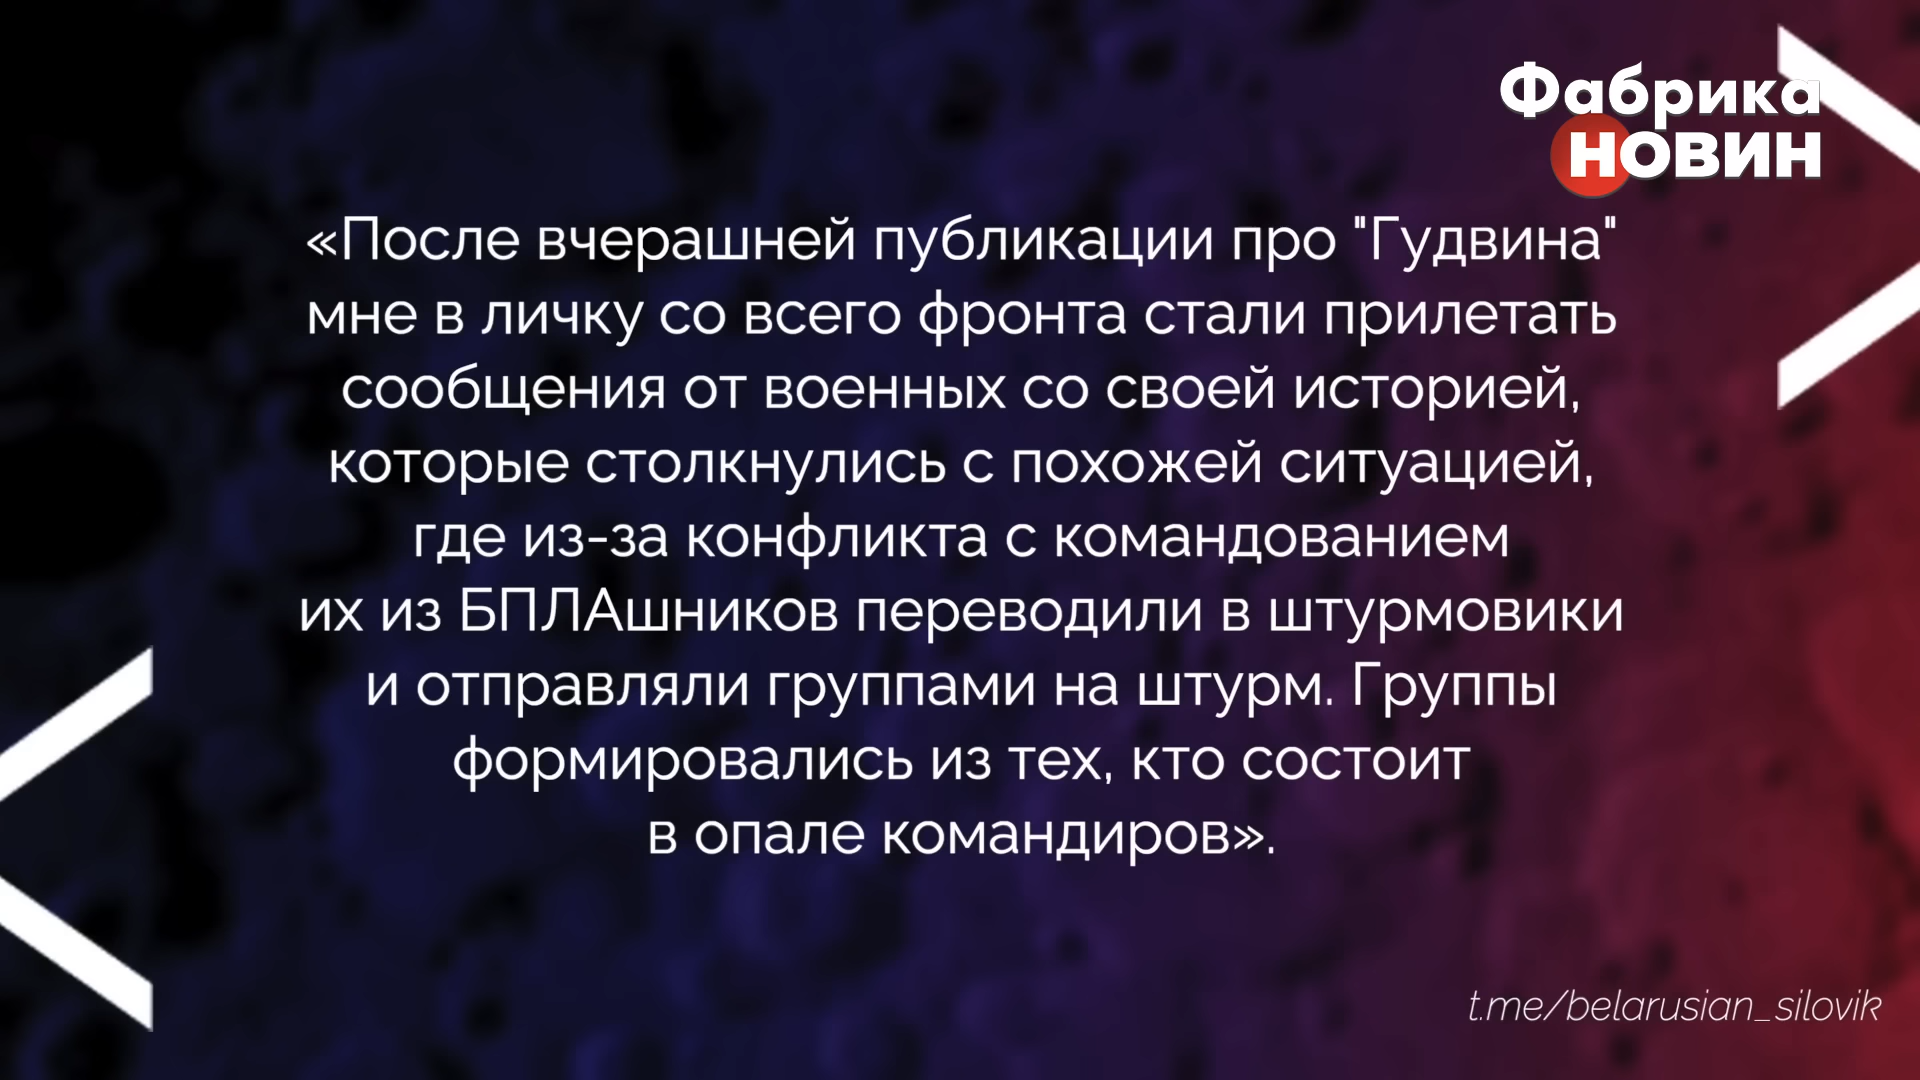 Фабрика
НОВИН
«После вчерашней публикации про "Гудвина"
мне в личку со всего фронта стали прилетать
сообщения от военных со своей историей,
которые столкнулись с похожей ситуацией,
где из-за конфликта с командованием
их из БПЛАшников переводили в штурмовики
и отправляли группами на штурм. Группы
формировались из тех, кто состоит
в опале командиров».
t.me/belarusian_silovik